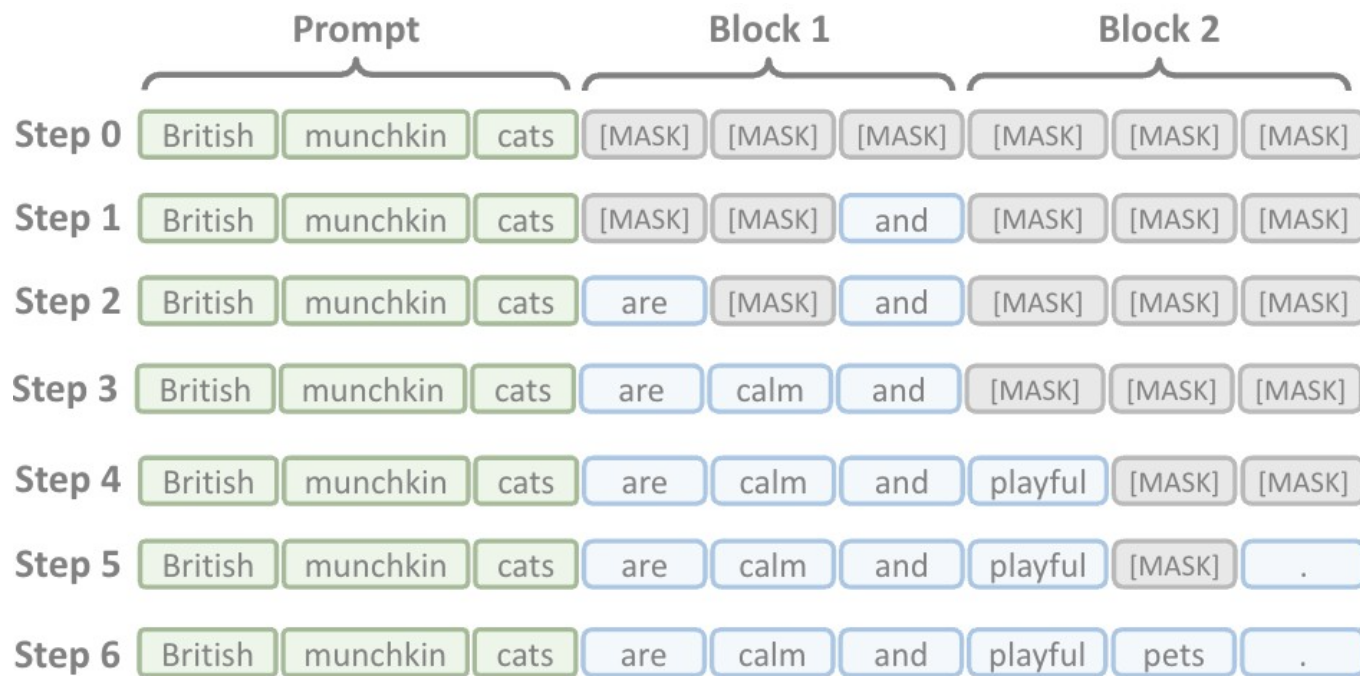 Prompt Block 1 Block 2
Step 0 British munchkin cats [MASK] [MASK] [MASK] [MASK] [MASK] [MASK]
Step 1 British munchkin cats [MASK] [MASK] and [MASK] [MASK] [MASK]
Step 2 British munchkin cats are [MASK] and [MASK] [MASK] [MASK]
Step 3 British munchkin cats are calm and [MASK] [MASK] [MASK]
Step 4 British munchkin cats are calm and playful [MASK] [MASK]
Step 5 British munchkin cats are calm and playful [MASK] .
Step 6 British munchkin cats are calm and playful pets .